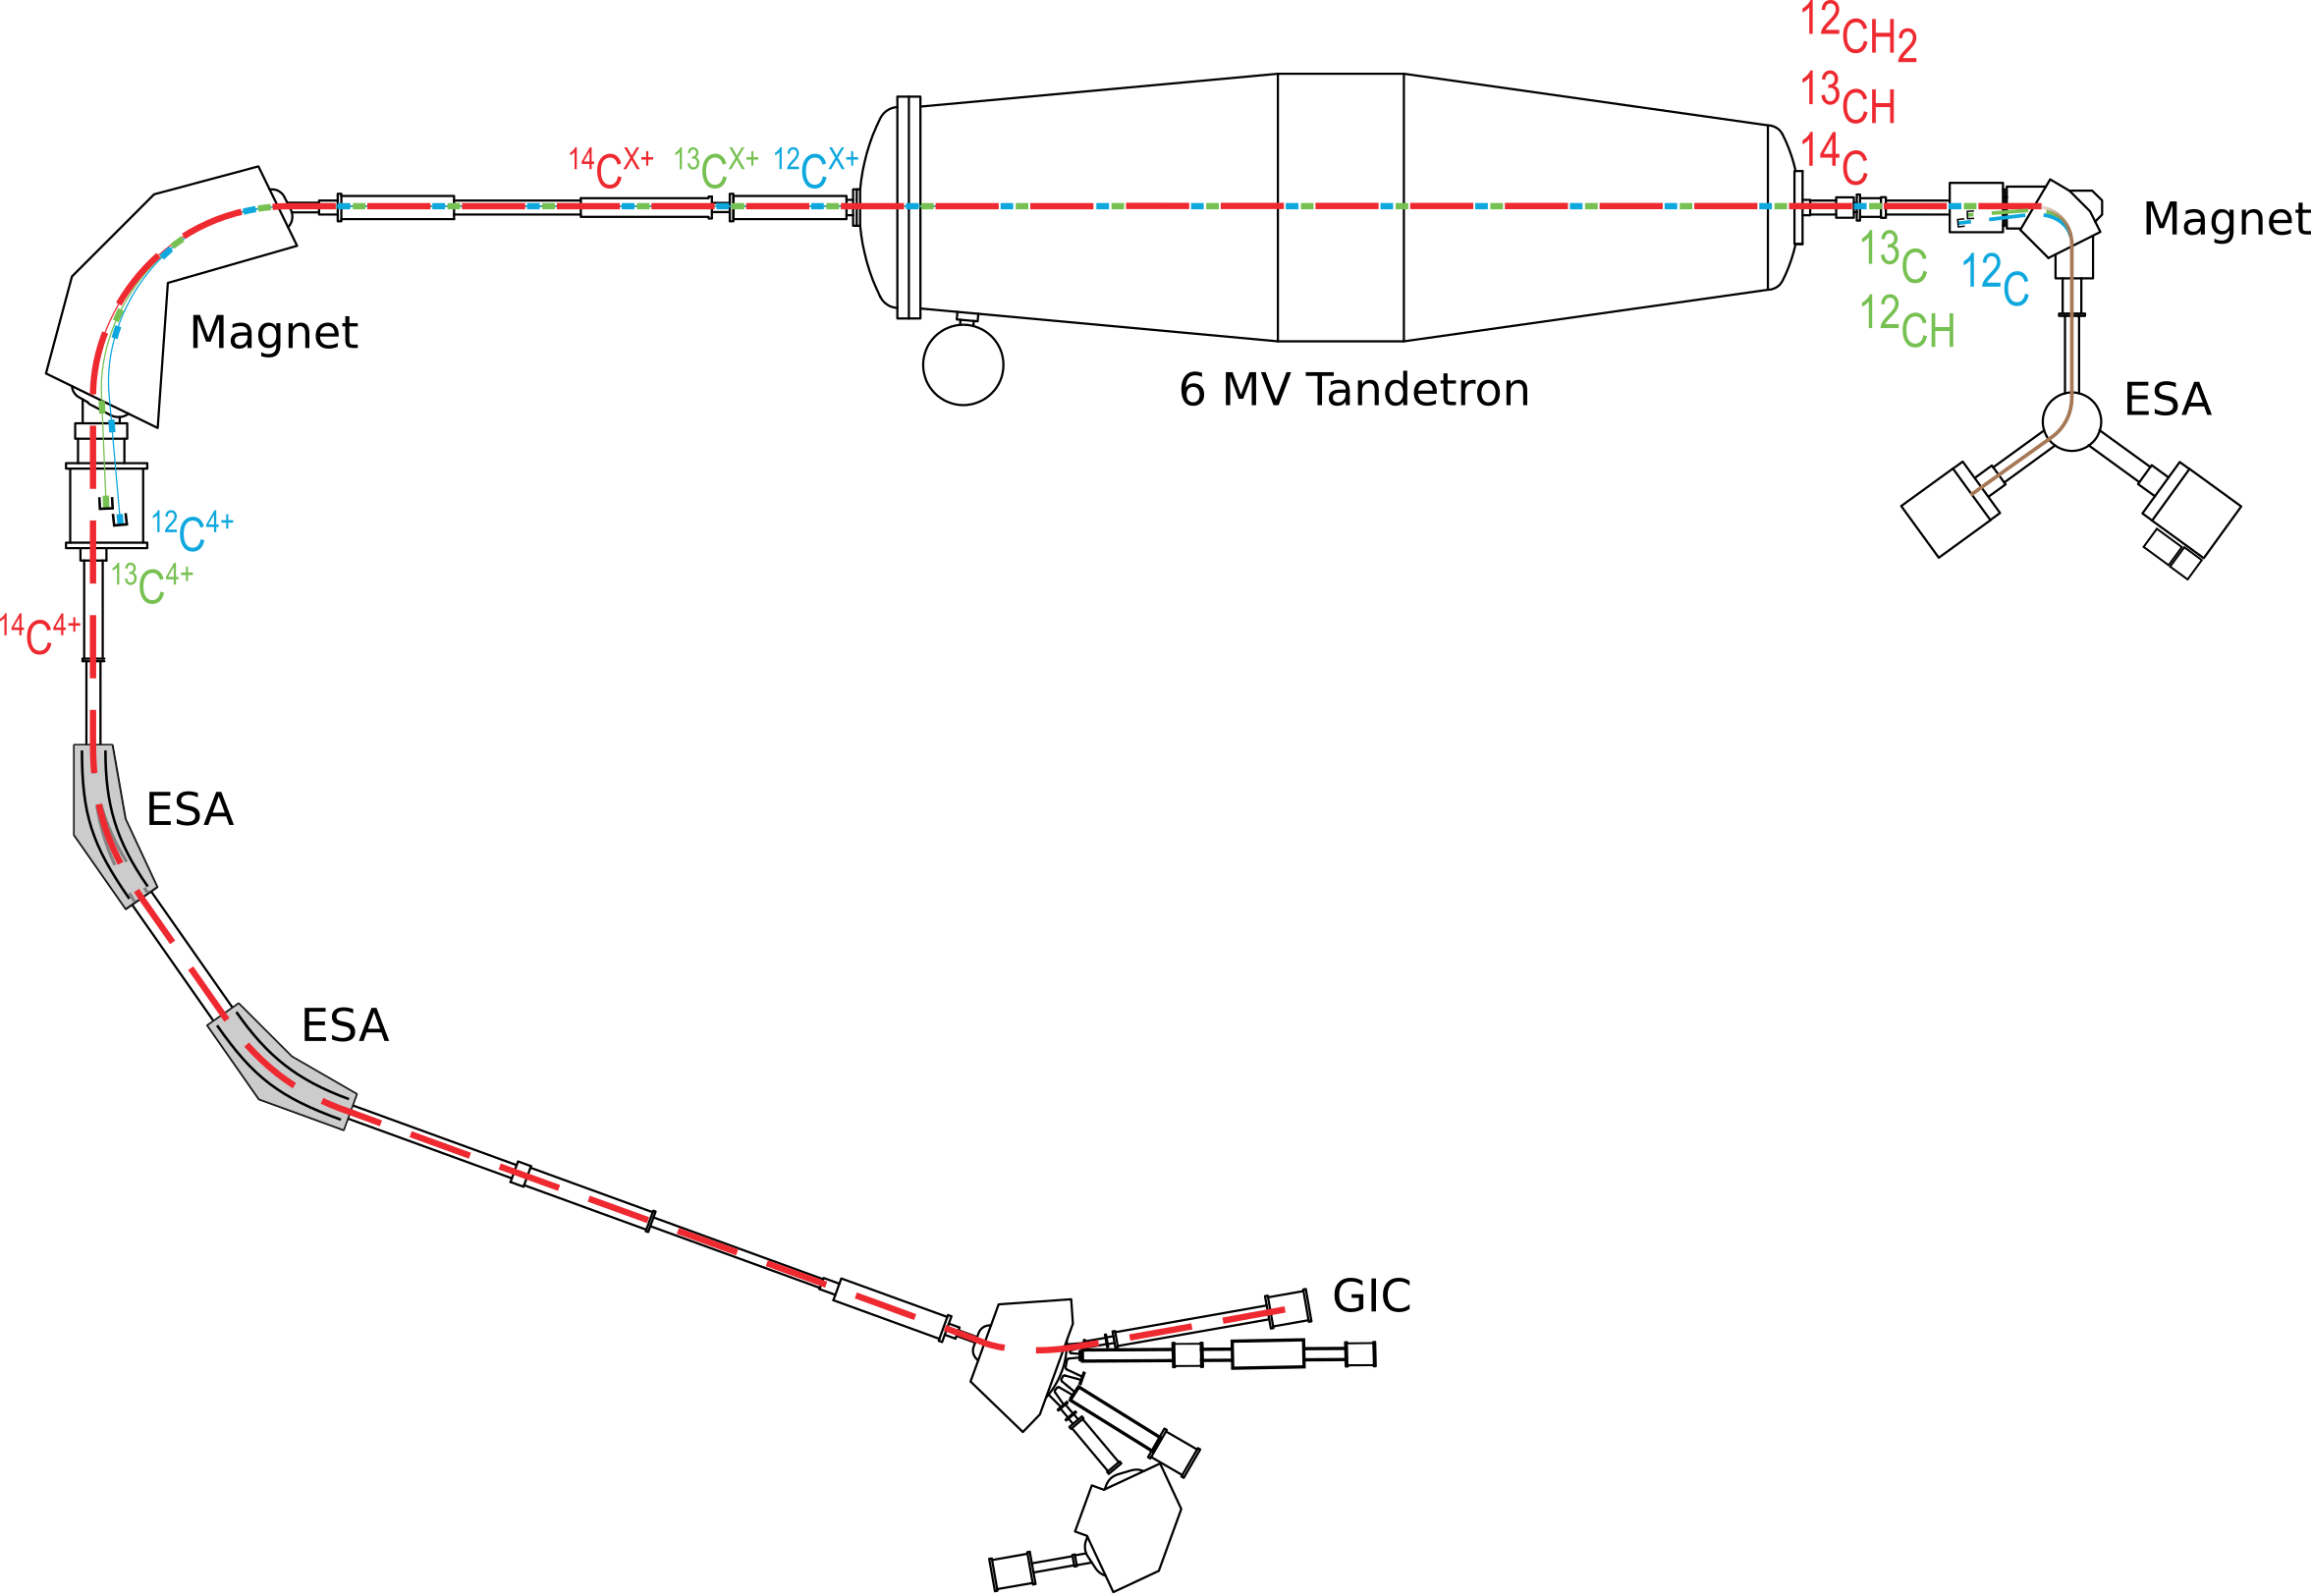 ¹²CH₂
¹³CH
¹⁴C
¹⁴Cˣ⁺ ¹³Cˣ⁺ ¹²Cˣ⁺
Magnet
¹³C
¹²C
¹²CH
Magnet
6 MV Tandetron
ESA
¹²C⁴⁺
¹³C⁴⁺
¹⁴C⁴⁺
ESA
ESA
GIC